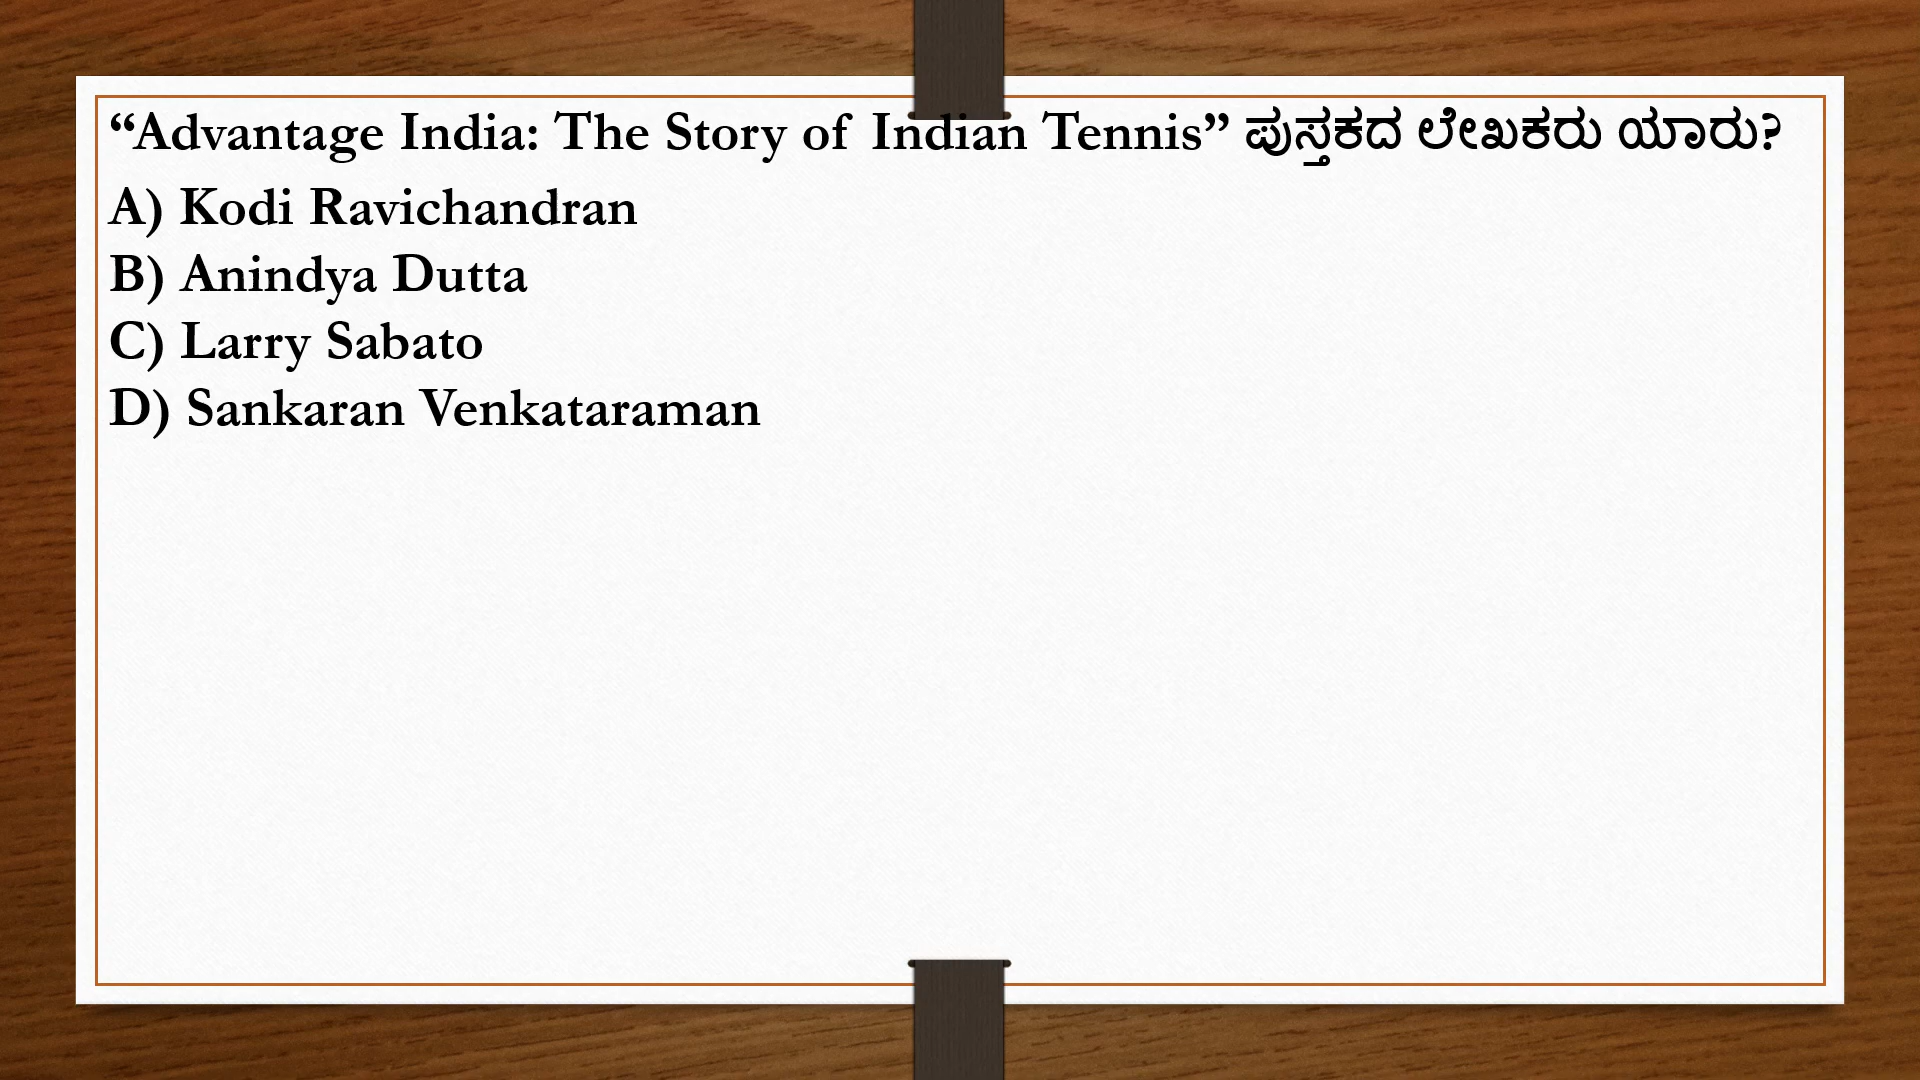 “Advantage India: The Story of Indian Tennis” ಪುಸ್ತಕದ ಲೇಖಕರು ಯಾರು?
A) Kodi Ravichandran
B) Anindya Dutta
C) Larry Sabato
D) Sankaran Venkataraman